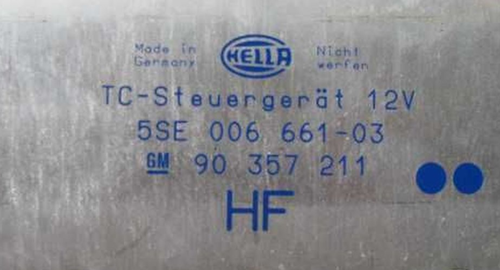 Made in
Germany
HELLA
Nicht
werfen
TC-Steuergerät 12V
5SE 006 661-03
GM 90 357 211
HF